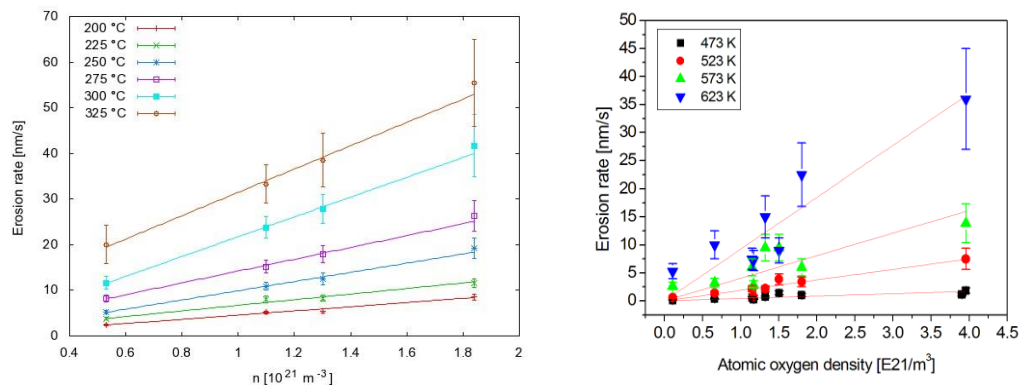 70
60
50
40
30
20
10
0
Erosion rate [nm/s]
200 °C
225 °C
250 °C
275 °C
300 °C
325 °C
0.4 0.6 0.8 1 1.2 1.4 1.6 1.8 2
n [10²¹ m⁻³]
50
45
40
35
30
25
20
15
10
5
0
Erosion rate [nm/s]
473 K
523 K
573 K
623 K
0.0 0.5 1.0 1.5 2.0 2.5 3.0 3.5 4.0 4.5
Atomic oxygen density [E21/m³]